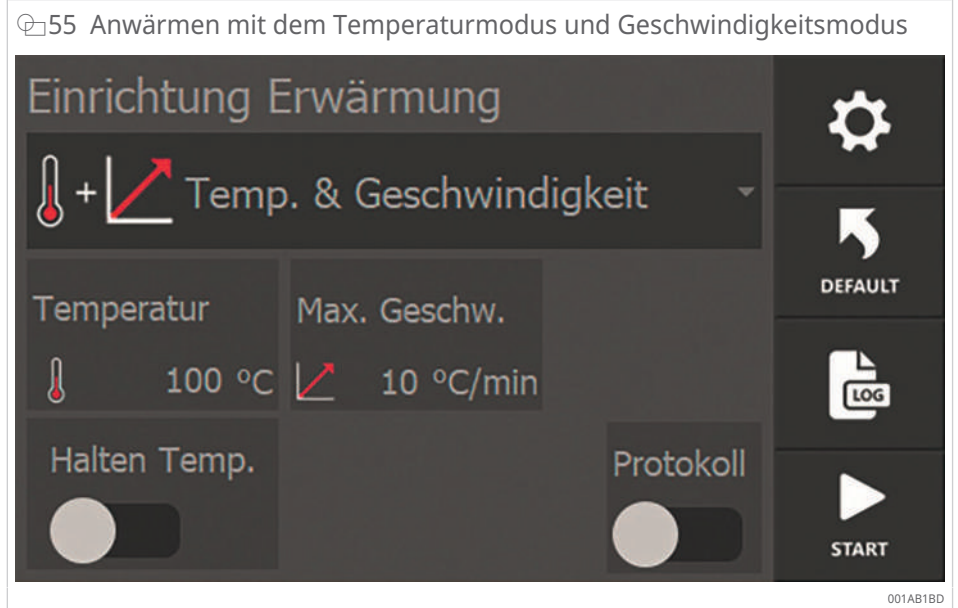 55 Anwärmen mit dem Temperaturmodus und Geschwindigkeitsmodus
Einrichtung Erwärmung
+ Temp. & Geschwindigkeit
Temperatur
100 °C
Max. Geschw.
10 °C/min
Halten Temp.
Protokoll
DEFAULT
LOG
START
001AB1BD